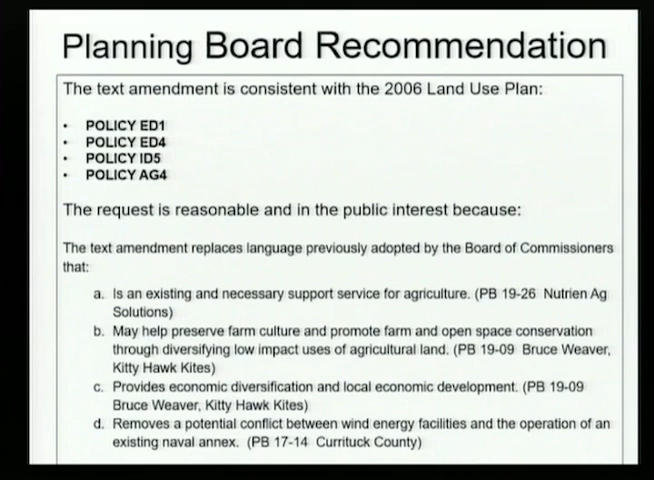 Planning Board Recommendation
The text amendment is consistent with the 2006 Land Use Plan:
• POLICY ED1
• POLICY ED4
• POLICY ID5
• POLICY AG4
The request is reasonable and in the public interest because:
The text amendment replaces language previously adopted by the Board of Commissioners
that:
a. Is an existing and necessary support service for agriculture. (PB 19-26 Nutrien Ag
Solutions)
b. May help preserve farm culture and promote farm and open space conservation
through diversifying low impact uses of agricultural land. (PB 19-09 Bruce Weaver,
Kitty Hawk Kites)
c. Provides economic diversification and local economic development. (PB 19-09
Bruce Weaver, Kitty Hawk Kites)
d. Removes a potential conflict between wind energy facilities and the operation of an
existing naval annex. (PB 17-14 Currituck County)